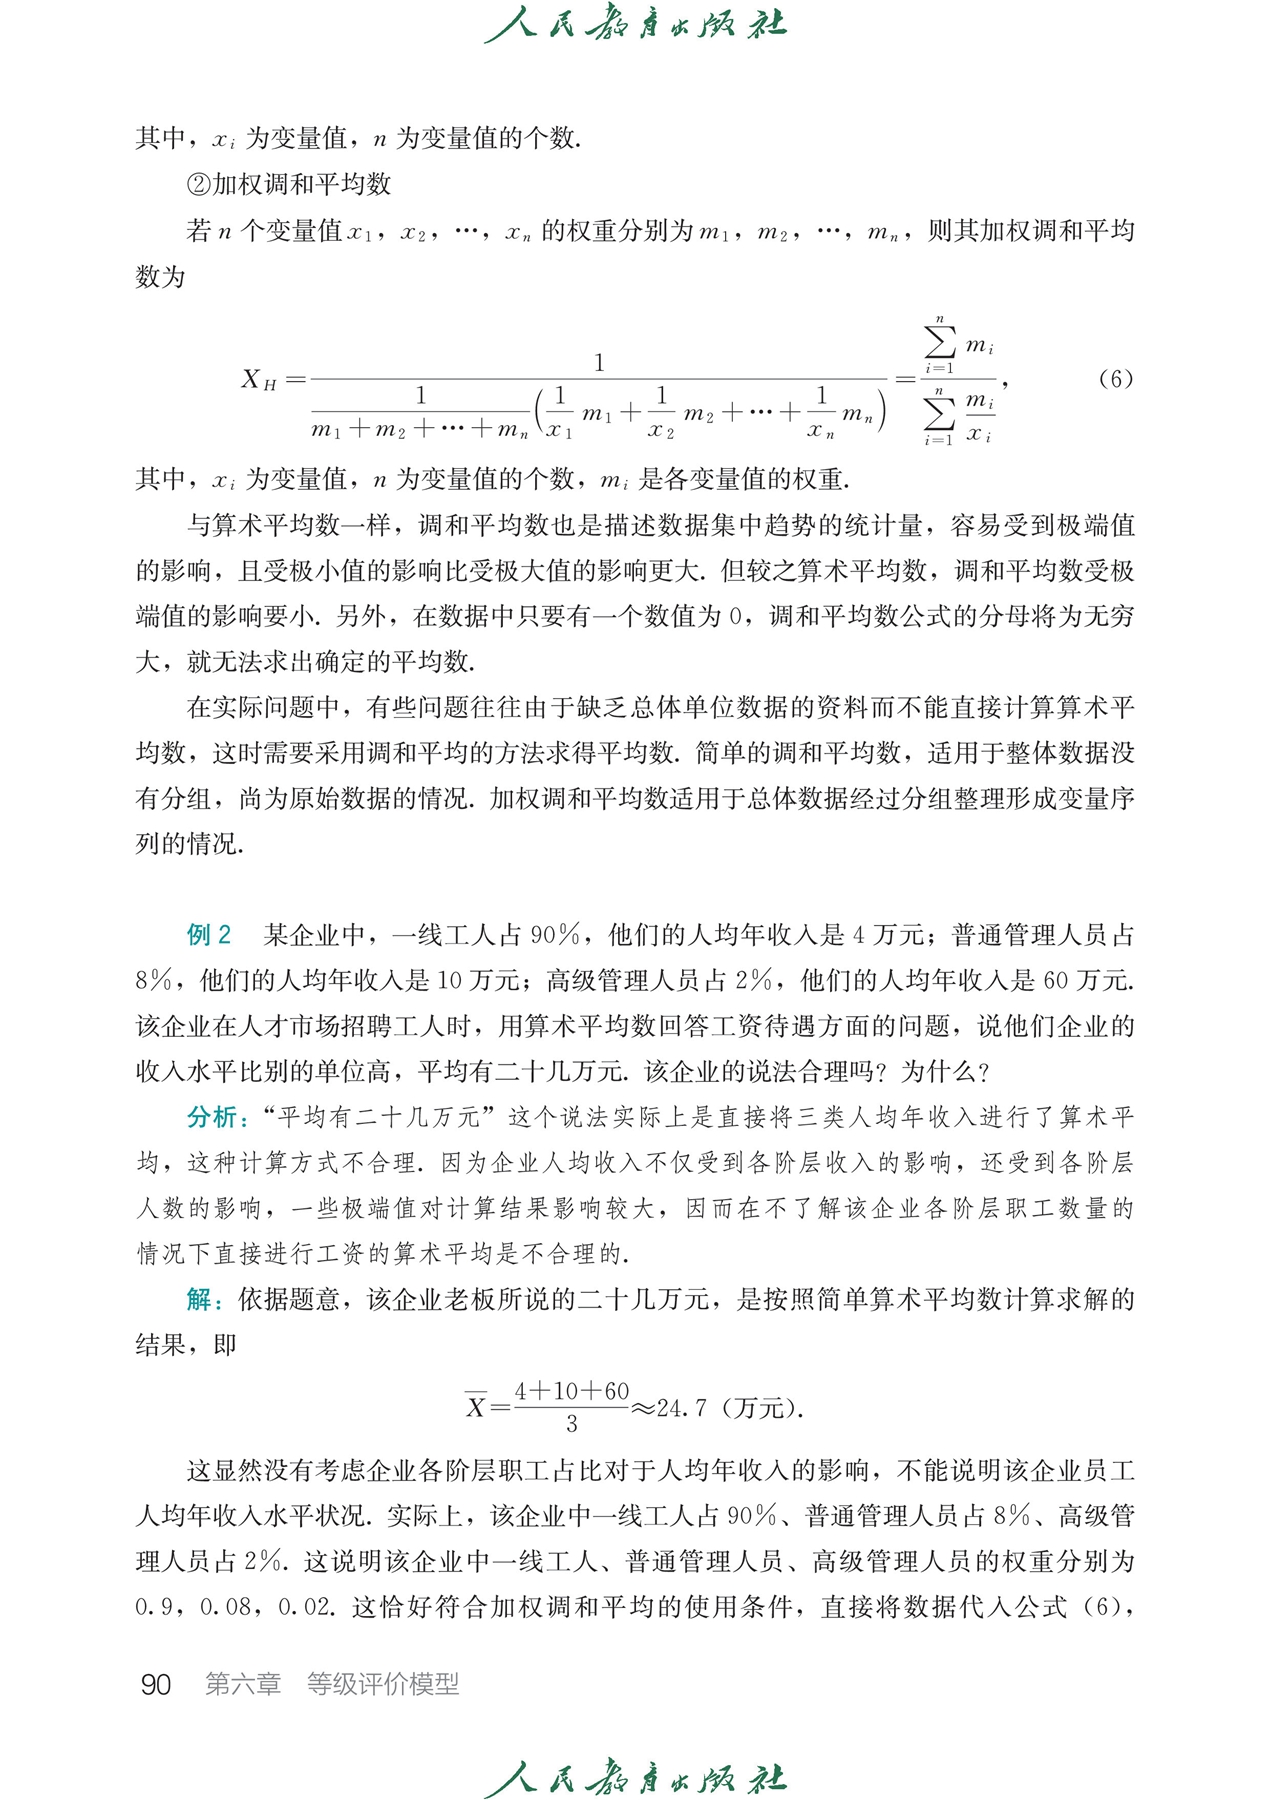 人民教育出版社
其中，xᵢ 为变量值，n 为变量值的个数．
②加权调和平均数
若 n 个变量值 x₁，x₂，…，xₙ 的权重分别为 m₁，m₂，…，mₙ，则其加权调和平均
数为
X_H = 1/(1/(m₁+m₂+…+mₙ)(1/x₁ m₁+1/x₂ m₂+…+1/xₙ mₙ)) = (∑_{i=1}^{n} mᵢ)/(∑_{i=1}^{n} mᵢ/xᵢ)， （6）
其中，xᵢ 为变量值，n 为变量值的个数，mᵢ 是各变量值的权重．
与算术平均数一样，调和平均数也是描述数据集中趋势的统计量，容易受到极端值
的影响，且受极小值的影响比受极大值的影响更大．但较之算术平均数，调和平均数受极
端值的影响要小．另外，在数据中只要有一个数值为 0，调和平均数公式的分母将为无穷
大，就无法求出确定的平均数．
在实际问题中，有些问题往往由于缺乏总体单位数据的资料而不能直接计算算术平
均数，这时需要采用调和平均的方法求得平均数．简单的调和平均数，适用于整体数据没
有分组，尚为原始数据的情况．加权调和平均数适用于总体数据经过分组整理形成变量序
列的情况．
例 2 某企业中，一线工人占 90%，他们的人均年收入是 4 万元；普通管理人员占
8%，他们的人均年收入是 10 万元；高级管理人员占 2%，他们的人均年收入是 60 万元．
该企业在人才市场招聘工人时，用算术平均数回答工资待遇方面的问题，说他们企业的
收入水平比别的单位高，平均有二十几万元．该企业的说法合理吗？为什么？
分析：“平均有二十几万元”这个说法实际上是直接将三类人均年收入进行了算术平
均，这种计算方式不合理．因为企业人均收入不仅受到各阶层收入的影响，还受到各阶层
人数的影响，一些极端值对计算结果影响较大，因而在不了解该企业各阶层职工数量的
情况下直接进行工资的算术平均是不合理的．
解：依据题意，该企业老板所说的二十几万元，是按照简单算术平均数计算求解的
结果，即
X̄=(4+10+60)/3≈24.7（万元）．
这显然没有考虑企业各阶层职工占比对于人均年收入的影响，不能说明该企业员工
人均年收入水平状况．实际上，该企业中一线工人占 90%、普通管理人员占 8%、高级管
理人员占 2%．这说明该企业中一线工人、普通管理人员、高级管理人员的权重分别为
0.9，0.08，0.02．这恰好符合加权调和平均的使用条件，直接将数据代入公式（6），
90 第六章 等级评价模型
人民教育出版社